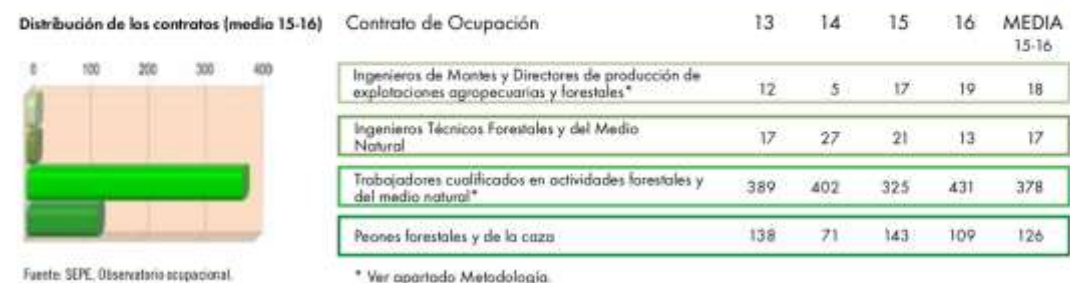 Distribución de los contratos (media 15-16)
0 100 200 300 400
Fuente: SEPE, Observatorio ocupacional.
Contrato de Ocupación 13 14 15 16 MEDIA
15-16
Ingenieros de Montes y Directores de producción de
explotaciones agropecuarias y forestales* 12 5 17 19 18
Ingenieros Técnicos Forestales y del Medio
Natural 17 27 21 13 17
Trabajadores cualificados en actividades forestales y
del medio natural* 389 402 325 431 378
Peones forestales y de la caza 138 71 143 109 126
* Ver apartado Metodología.